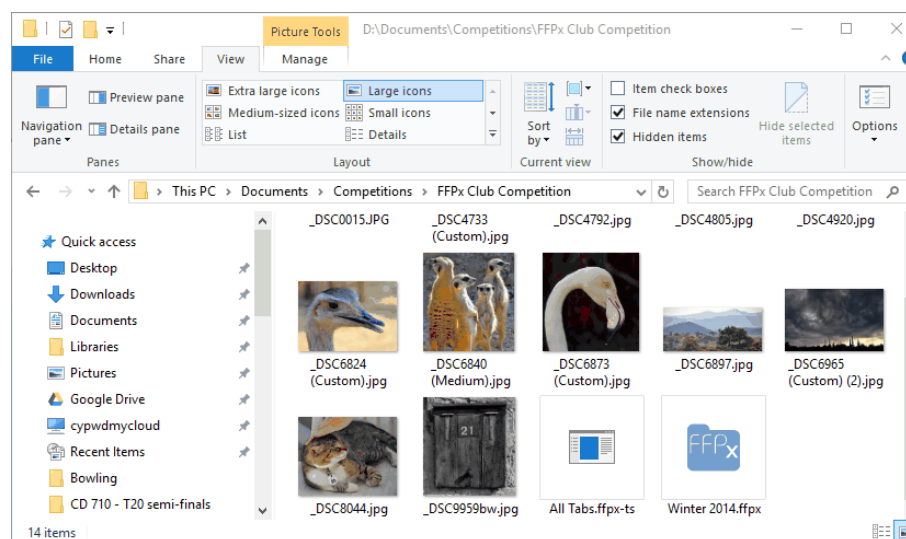 Picture Tools
D:\Documents\Competitions\FFPx Club Competition
File
Home
Share
View
Manage
Navigation
pane
Preview pane
Details pane
Panes
Extra large icons
Large icons
Medium-sized icons
Small icons
List
Details
Layout
Sort
by
Current view
Item check boxes
File name extensions
Hidden items
Hide selected
items
Show/hide
Options
This PC > Documents > Competitions > FFPx Club Competition
Search FFPx Club Competition
Quick access
Desktop
Downloads
Documents
Libraries
Pictures
Google Drive
cypwdmycloud
Recent Items
Bowling
CD 710 - T20 semi-finals
_DSC0015.JPG
_DSC4733
(Custom).jpg
_DSC4792.jpg
_DSC4805.jpg
_DSC4920.jpg
_DSC6824
(Custom).jpg
_DSC6840
(Medium).jpg
_DSC6873
(Custom).jpg
_DSC6897.jpg
_DSC6965
(Custom) (2).jpg
21
FFPx
_DSC8044.jpg
_DSC9959bw.jpg
All Tabs.ffpx-ts
Winter 2014.ffpx
14 items